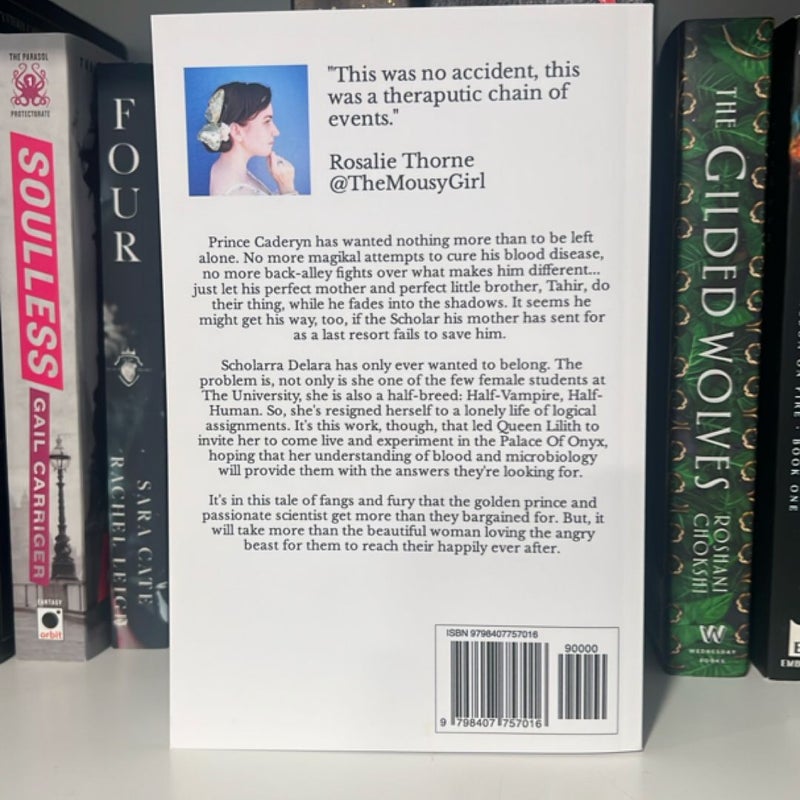 THE PARASOL
PROTECTORATE
SOULLESS
GAIL CARRIGER
FANTASY
orbit
FOUR
SARA CATE
RACHEL LEIGH
"This was no accident, this
was a theraputic chain of
events."
Rosalie Thorne
@TheMousyGirl
Prince Caderyn has wanted nothing more than to be left
alone. No more magikal attempts to cure his blood disease,
no more back-alley fights over what makes him different...
just let his perfect mother and perfect little brother, Tahir, do
their thing, while he fades into the shadows. It seems he
might get his way, too, if the Scholar his mother has sent for
as a last resort fails to save him.
Scholarra Delara has only ever wanted to belong. The
problem is, not only is she one of the few female students at
The University, she is also a half-breed: Half-Vampire, Half-
Human. So, she's resigned herself to a lonely life of logical
assignments. It's this work, though, that led Queen Lilith to
invite her to come live and experiment in the Palace Of Onyx,
hoping that her understanding of blood and microbiology
will provide them with the answers they're looking for.
It's in this tale of fangs and fury that the golden prince and
passionate scientist get more than they bargained for. But, it
will take more than the beautiful woman loving the angry
beast for them to reach their happily ever after.
ISBN 9798407757016
90000
9 798407 757016
THE GILDED WOLVES
ROSHANI
CHOKSHI
W
WEDNESDAY
BOOKS
BOOK ONE